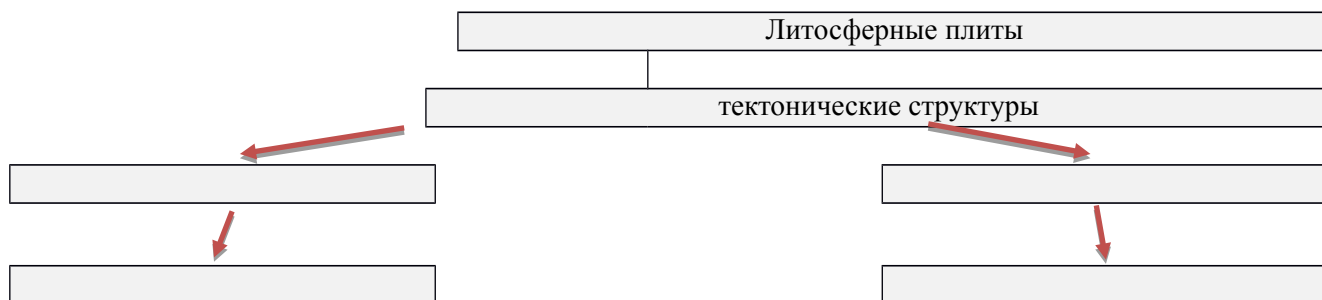 Литосферные плиты
тектонические структуры